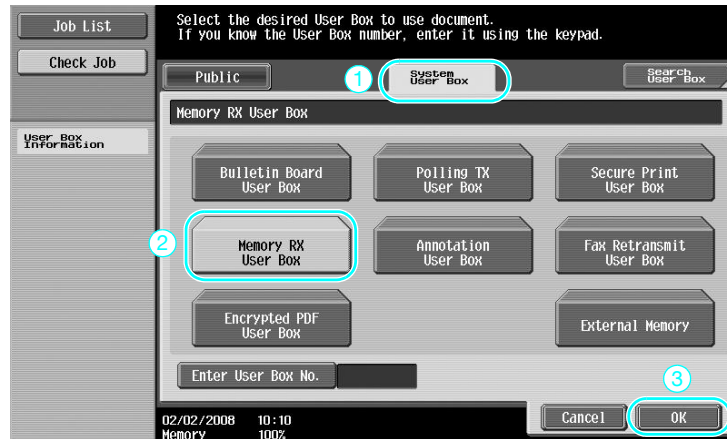 Job List
Select the desired User Box to use document.
If you know the User Box number, enter it using the keypad.
Check Job
Public
1
System
User Box
Search
User Box
Memory RX User Box
User Box
Information
Bulletin Board
User Box
Polling TX
User Box
Secure Print
User Box
2
Memory RX
User Box
Annotation
User Box
Fax Retransmit
User Box
Encrypted PDF
User Box
External Memory
Enter User Box No.
3
02/02/2008 10:10
Memory 100%
Cancel
OK